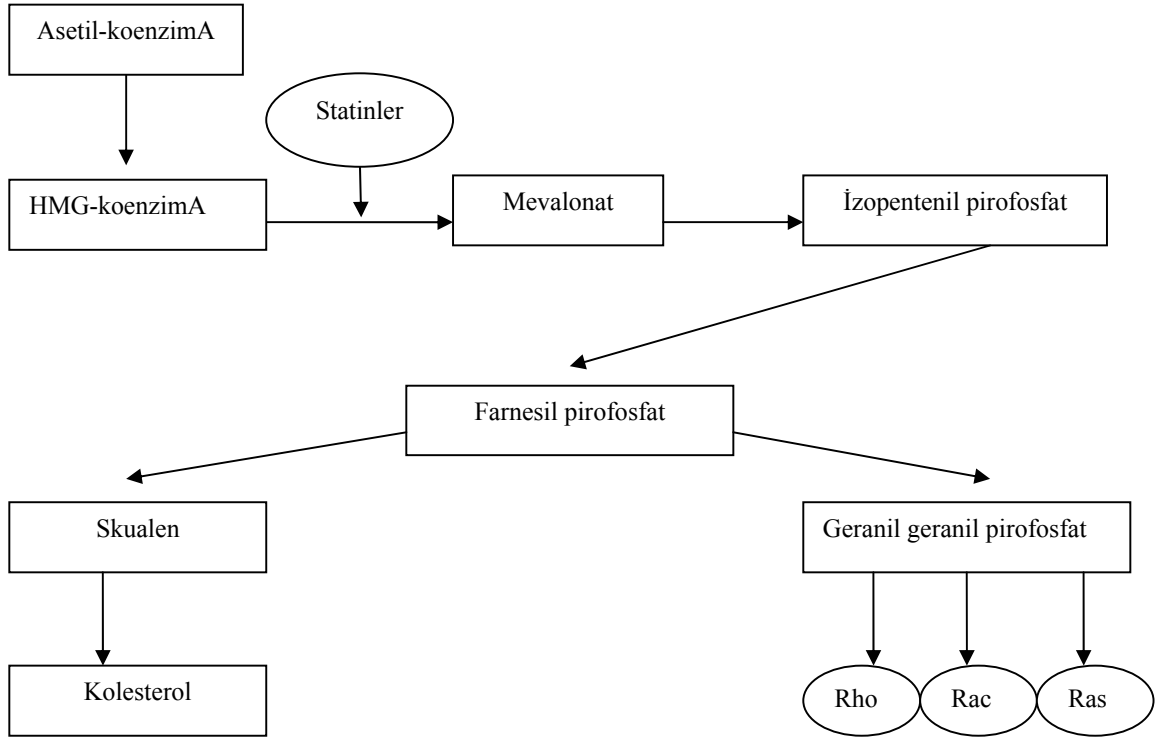 Asetil-koenzimA
Statinler
HMG-koenzimA
Mevalonat
İzopentenil pirofosfat
Farnesil pirofosfat
Skualen
Geranil geranil pirofosfat
Kolesterol
Rho
Rac
Ras